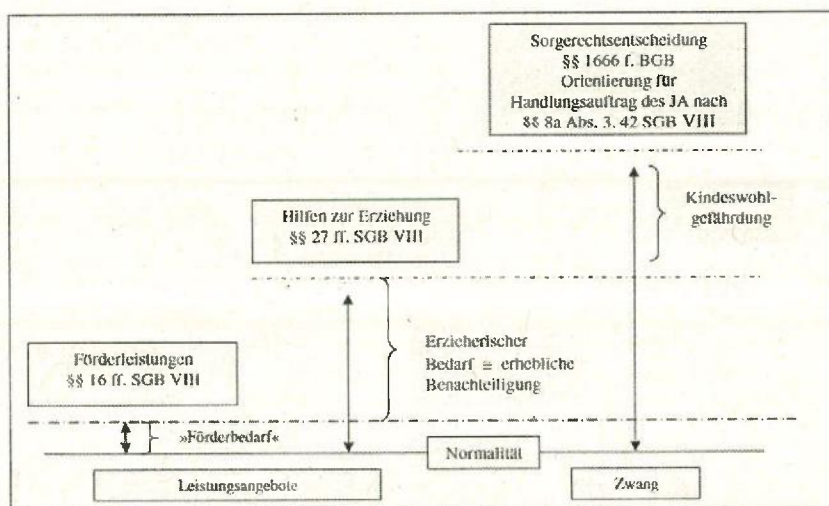 Sorgerechtsentscheidung
§§ 1666 f. BGB
Orientierung für
Handlungsauftrag des JA nach
§§ 8a Abs. 3. 42 SGB VIII
Kindeswohl-
gefährdung
Hilfen zur Erziehung
§§ 27 ff. SGB VIII
Erzieherischer
Bedarf = erhebliche
Benachteiligung
Förderleistungen
§§ 16 ff. SGB VIII
»Förderbedarf«
Normalität
Leistungsangebote
Zwang